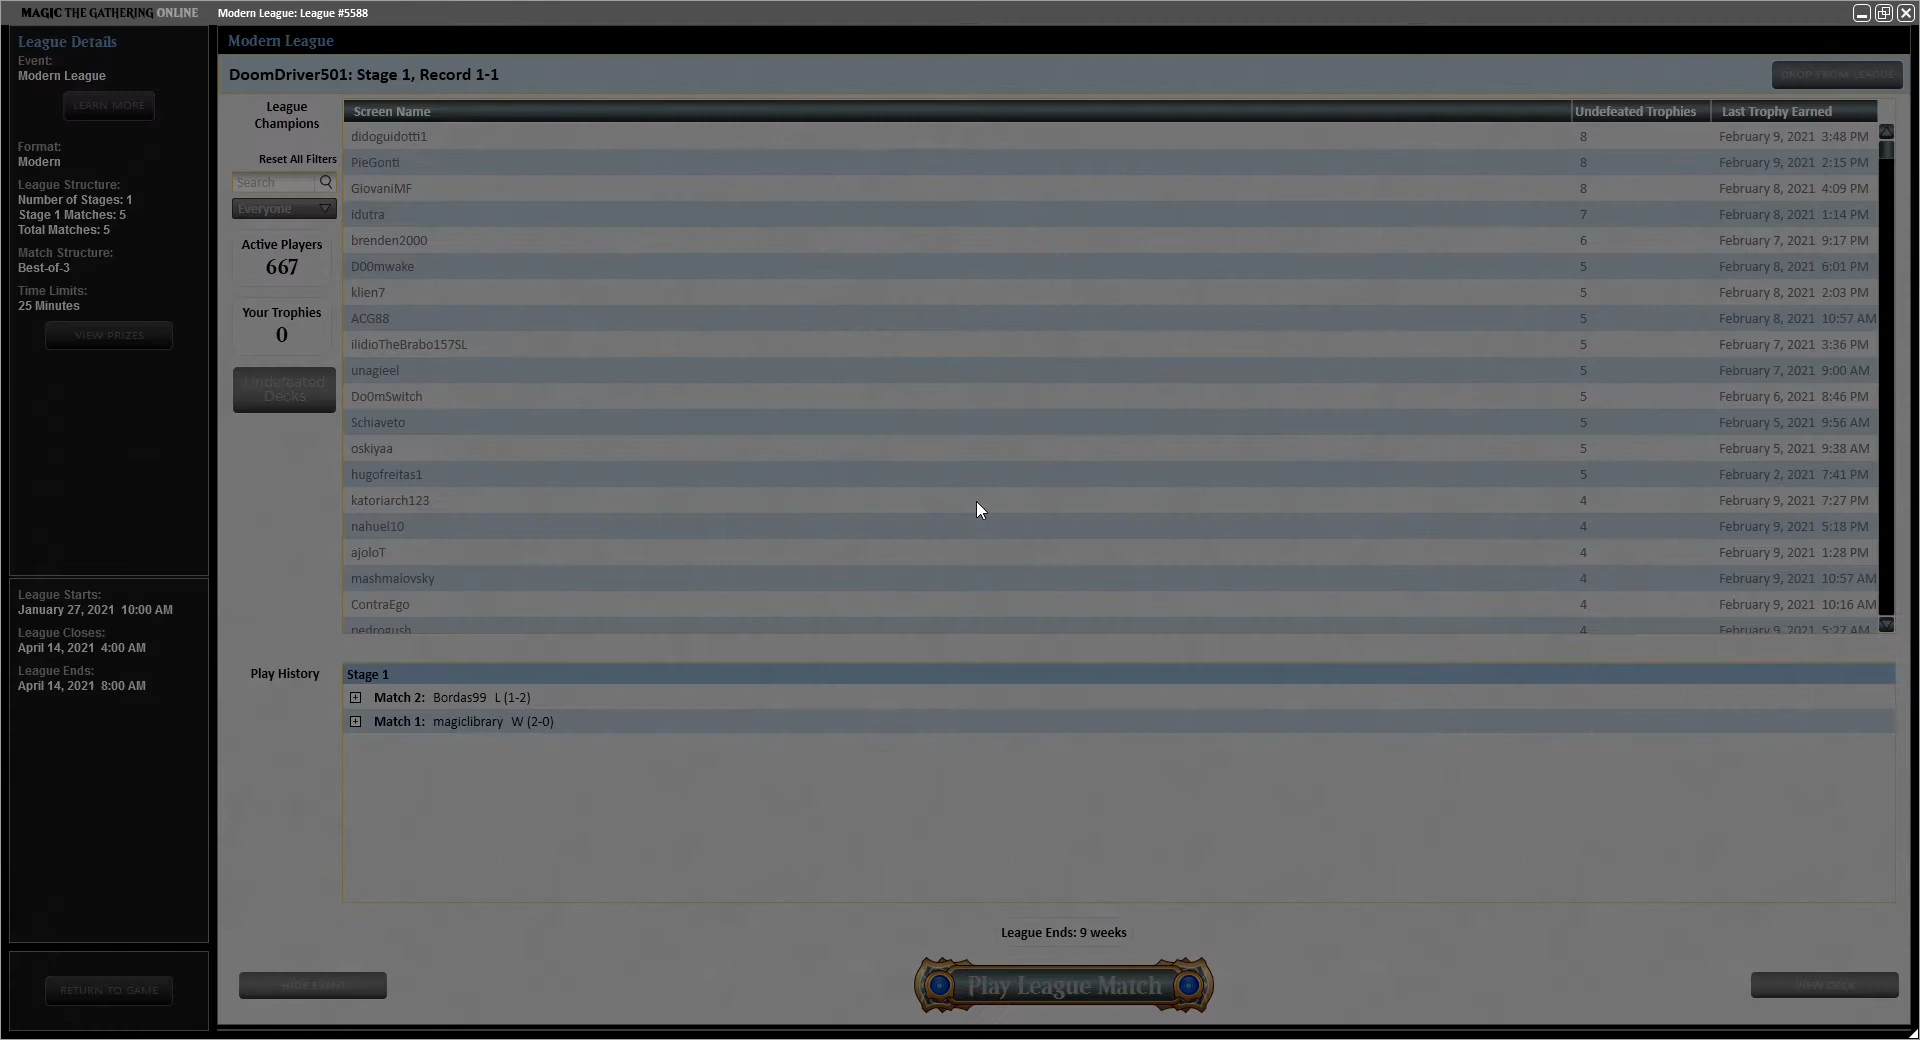 MAGIC THE GATHERING ONLINE
Modern League: League #5588
League Details
Event:
Modern League
LEARN MORE
Format:
Modern
League Structure:
Number of Stages: 1
Stage 1 Matches: 5
Total Matches: 5
Match Structure:
Best-of-3
Time Limits:
25 Minutes
VIEW PRIZES
League Starts:
January 27, 2021 10:00 AM
League Closes:
April 14, 2021 4:00 AM
League Ends:
April 14, 2021 8:00 AM
RETURN TO GAME
Modern League
DoomDriver501: Stage 1, Record 1-1
DROP FROM LEAGUE
League
Champions
Reset All Filters
Search
Everyone
Active Players
667
Your Trophies
0
Undefeated
Decks
Screen Name Undefeated Trophies Last Trophy Earned
didoguidotti1 8 February 9, 2021 3:48 PM
PieGonti 8 February 9, 2021 2:15 PM
GiovaniMF 8 February 8, 2021 4:09 PM
idutra 7 February 8, 2021 1:14 PM
brenden2000 6 February 7, 2021 9:17 PM
D00mwake 5 February 8, 2021 6:01 PM
klien7 5 February 8, 2021 2:03 PM
ACG88 5 February 8, 2021 10:57 AM
ilidioTheBrabo157SL 5 February 7, 2021 3:36 PM
unagieel 5 February 7, 2021 9:00 AM
Do0mSwitch 5 February 6, 2021 8:46 PM
Schiaveto 5 February 5, 2021 9:56 AM
oskiyaa 5 February 5, 2021 9:38 AM
hugofreitas1 5 February 2, 2021 7:41 PM
katoriarch123 4 February 9, 2021 7:27 PM
nahuel10 4 February 9, 2021 5:18 PM
ajoloT 4 February 9, 2021 1:28 PM
mashmalovsky 4 February 9, 2021 10:57 AM
ContraEgo 4 February 9, 2021 10:16 AM
pedrogush 4 February 9, 2021 5:27 AM
Play History
Stage 1
Match 2: Bordas99 L (1-2)
Match 1: magiclibrary W (2-0)
League Ends: 9 weeks
HIDE EVENT
Play League Match
VIEW DECK